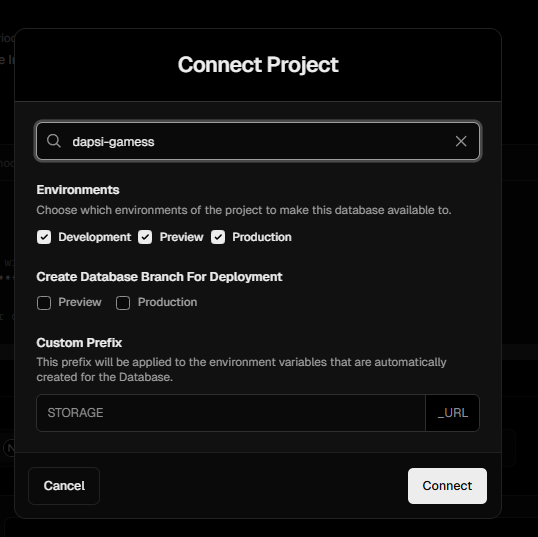 Connect Project
dapsi-gamess
Environments
Choose which environments of the project to make this database available to.
Development Preview Production
Create Database Branch For Deployment
Preview Production
Custom Prefix
This prefix will be applied to the environment variables that are automatically
created for the Database.
STORAGE _URL
Cancel Connect